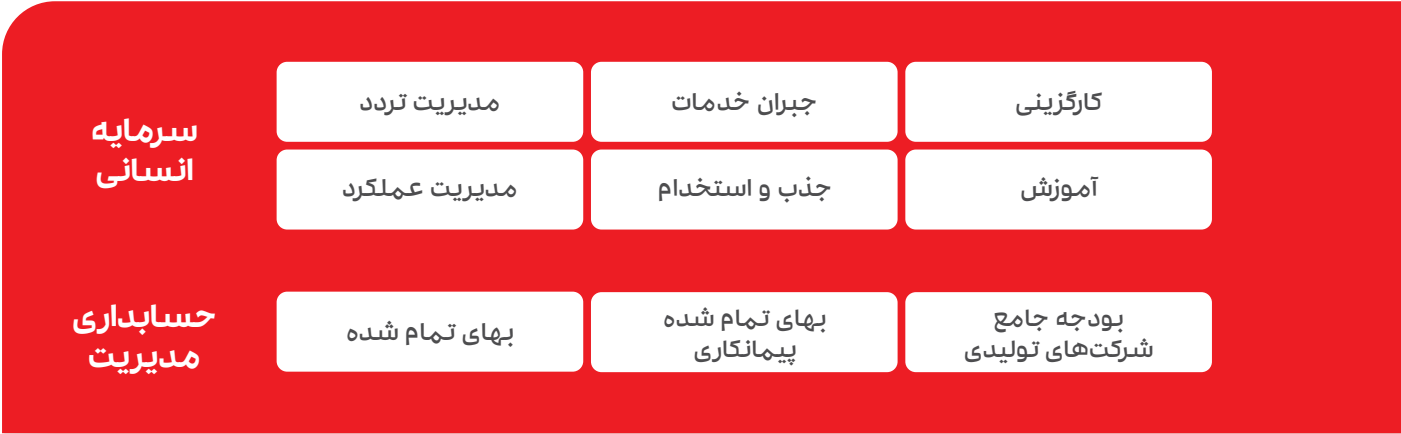 سرمایه
انسانی
کارگزینی
جبران خدمات
مدیریت تردد
آموزش
جذب و استخدام
مدیریت عملکرد
حسابداری
مدیریت
بودجه جامع
شرکت‌های تولیدی
بهای تمام شده
پیمانکاری
بهای تمام شده